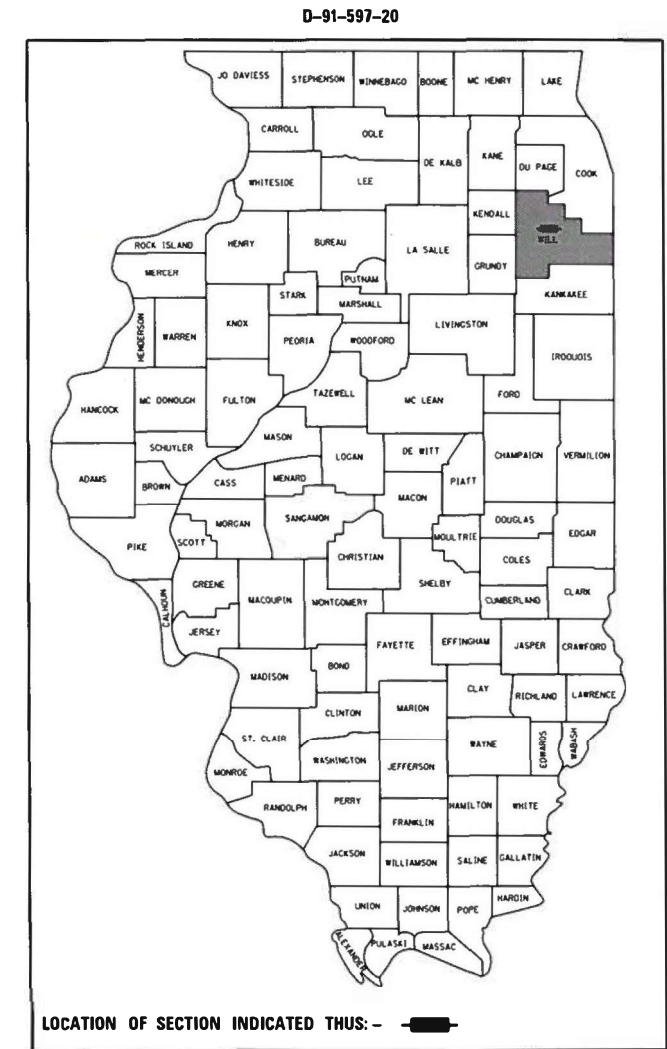 D-91-597-20
JO DAVIESS
STEPHENSON
WINNEBAGO
BOONE
MC HENRY
LAKE
CARROLL
OGLE
DE KALB
KANE
DU PAGE
COOK
WHITESIDE
LEE
KENDALL
WILL
ROCK ISLAND
HENRY
BUREAU
LA SALLE
GRUNDY
MERCER
PUTNAM
KANKAKEE
STARK
MARSHALL
HENDERSON
WARREN
KNOX
PEORIA
WOODFORD
LIVINGSTON
IROQUOIS
HANCOCK
MC DONOUGH
FULTON
TAZEWELL
MC LEAN
FORD
SCHUYLER
MASON
LOGAN
DE WITT
PIATT
CHAMPAIGN
VERMILION
ADAMS
BROWN
CASS
MENARD
MACON
MORGAN
SANGAMON
DOUGLAS
EDGAR
PIKE
SCOTT
CHRISTIAN
MOULTRIE
COLES
GREENE
MACOUPIN
MONTGOMERY
SHELBY
CUMBERLAND
CLARK
CALHOUN
JERSEY
FAYETTE
EFFINGHAM
JASPER
CRAWFORD
MADISON
BOND
CLAY
RICHLAND
LAWRENCE
CLINTON
MARION
ST. CLAIR
WAYNE
EDWARDS
WABASH
MONROE
WASHINGTON
JEFFERSON
RANDOLPH
PERRY
HAMILTON
WHITE
FRANKLIN
JACKSON
WILLIAMSON
SALINE
GALLATIN
UNION
JOHNSON
POPE
HARDIN
ALEXANDER
PULASKI
MASSAC
LOCATION OF SECTION INDICATED THUS: -